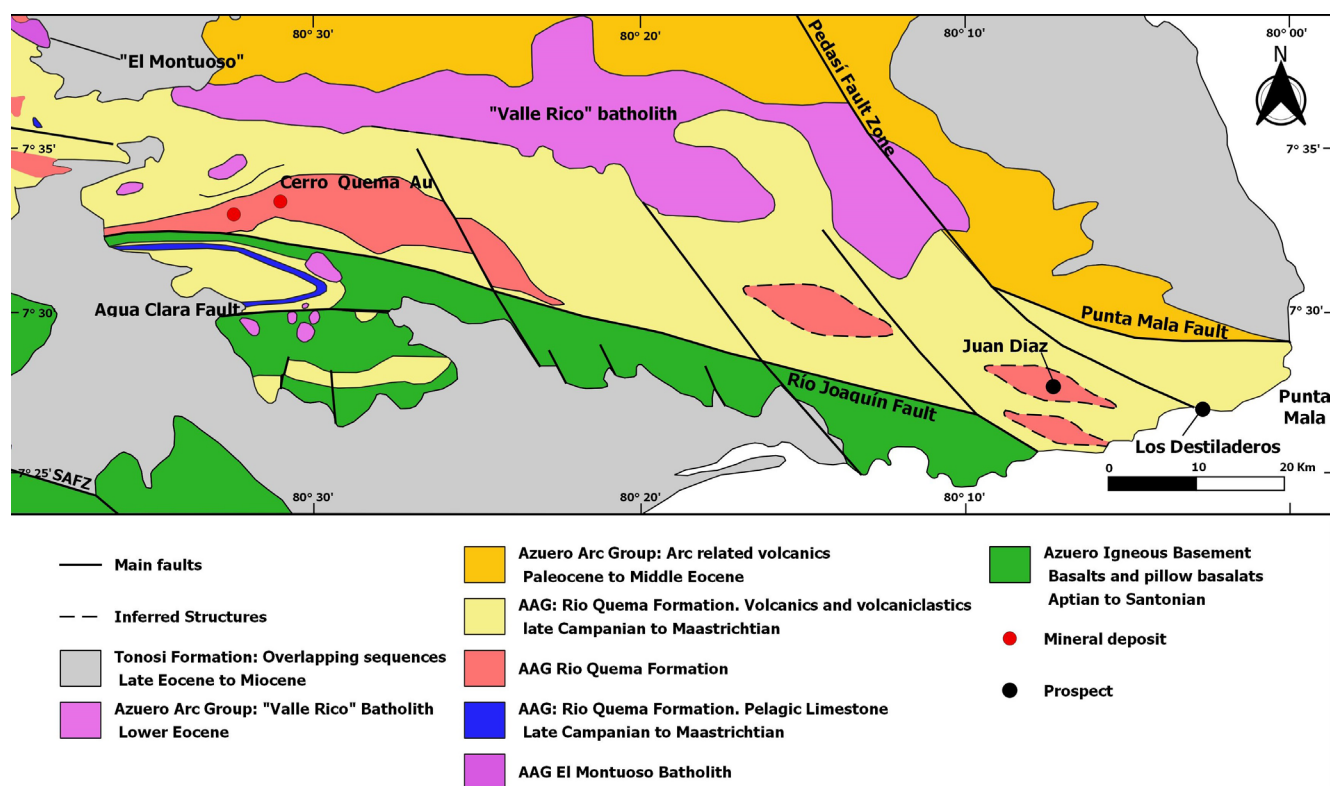 80° 30'
80° 20'
80° 10'
80° 00'
"El Montuoso"
Pedasí Fault Zone
N
"Valle Rico" batholith
7° 35'
7° 35'
Cerro Quema Au
Agua Clara Fault
7° 30'
7° 30'
Punta Mala Fault
Juan Diaz
Río Joaquín Fault
Punta
Mala
Los Destiladeros
7° 25'
SAFZ
0 10 20 Km
80° 30'
80° 20'
80° 10'
Main faults
Inferred Structures
Tonosi Formation: Overlapping sequences
Late Eocene to Miocene
Azuero Arc Group: "Valle Rico" Batholith
Lower Eocene
Azuero Arc Group: Arc related volcanics
Paleocene to Middle Eocene
AAG: Rio Quema Formation. Volcanics and volcaniclastics
late Campanian to Maastrichtian
AAG Rio Quema Formation
AAG: Rio Quema Formation. Pelagic Limestone
Late Campanian to Maastrichtian
AAG El Montuoso Batholith
Azuero Igneous Basement
Basalts and pillow basalats
Aptian to Santonian
Mineral deposit
Prospect